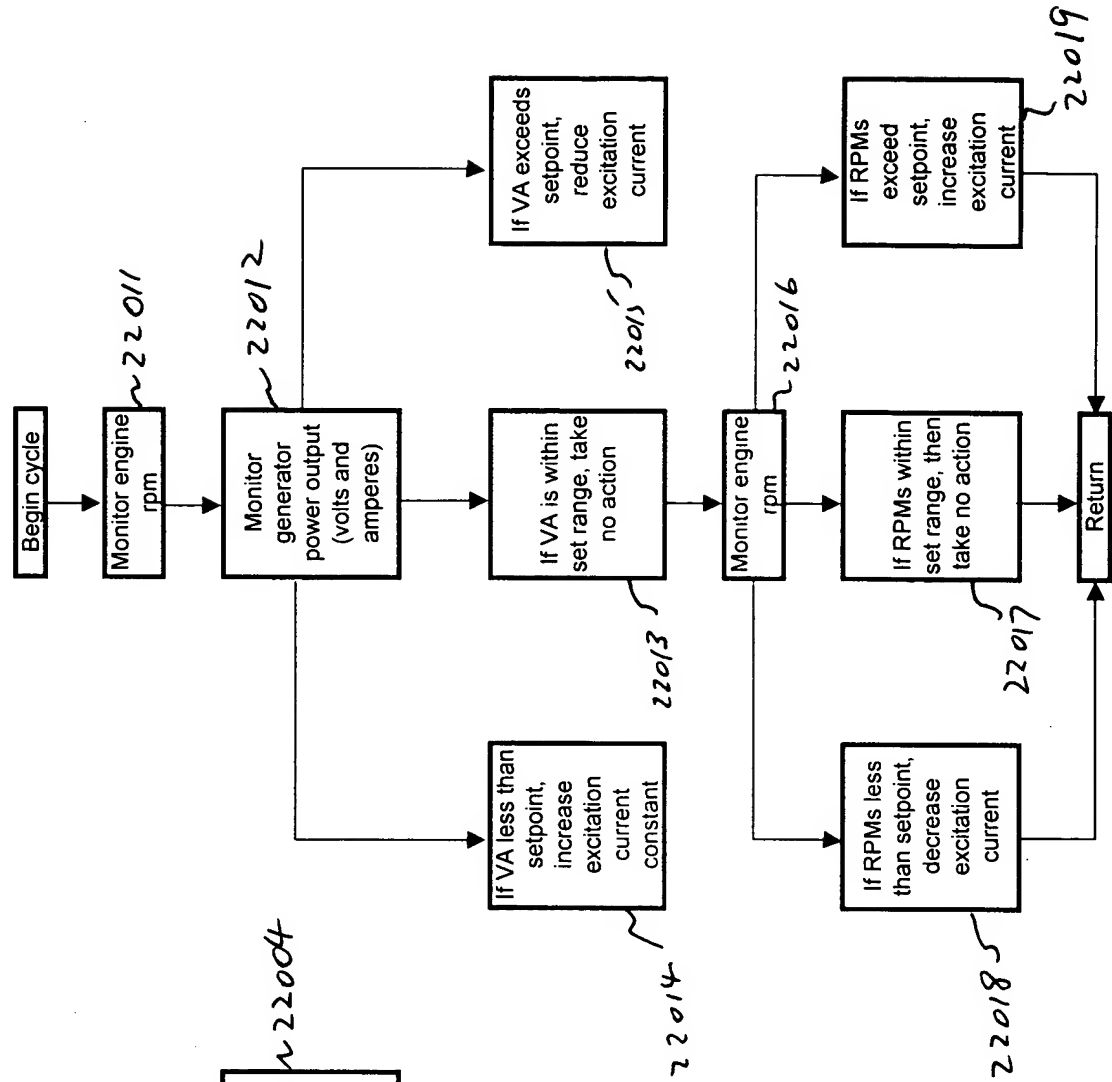 Begin cycle
Monitor engine
rpm
22011
Monitor
generator
power output
(volts and
amperes)
22012
22004
If VA less than
setpoint,
increase
excitation
current
constant
22014
If VA is within
set range, take
no action
22013
If VA exceeds
setpoint,
reduce
excitation
current
22015
Monitor engine
rpm
22016
If RPMs less
than setpoint,
decrease
excitation
current
22018
If RPMs within
set range, then
take no action
22017
If RPMs
exceed
setpoint,
increase
excitation
current
22019
Return